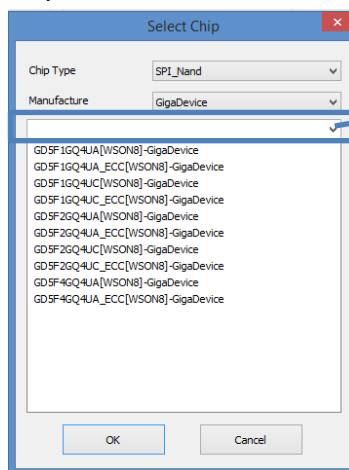 Select Chip
Chip Type SPI_Nand
Manufacture GigaDevice
GD5F1GQ4UA[WSON8]-GigaDevice
GD5F1GQ4UA_ECC[WSON8]-GigaDevice
GD5F1GQ4UC[WSON8]-GigaDevice
GD5F1GQ4UC_ECC[WSON8]-GigaDevice
GD5F2GQ4UA[WSON8]-GigaDevice
GD5F2GQ4UA_ECC[WSON8]-GigaDevice
GD5F2GQ4UC[WSON8]-GigaDevice
GD5F2GQ4UC_ECC[WSON8]-GigaDevice
GD5F4GQ4UA[WSON8]-GigaDevice
GD5F4GQ4UA_ECC[WSON8]-GigaDevice
OK Cancel